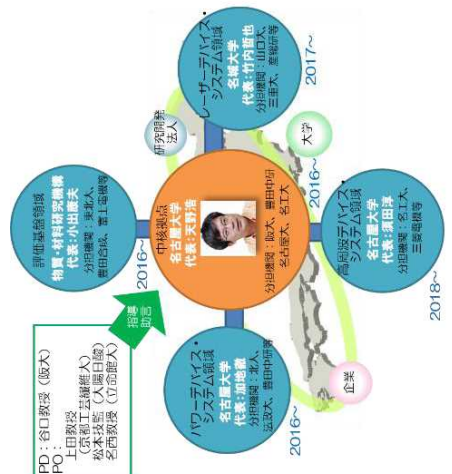 PD：谷口教授（阪大）
PO：
上田教授
（京都工芸繊維大）
松本技監（大陽日酸）
名西教授（立命館大）
指導
助言
評価基盤領域
物質・材料研究機構
代表：小出康夫
分担機関：東北大、
豊田合成、富士電機等
2016～
中核拠点
名古屋大学
代表：天野浩
分担機関：阪大、豊田中研
名古屋大、名工大
レーザーデバイス・
システム領域
名城大学
代表：竹内哲也
分担機関：山口大、
三重大、産総研等
2017～
パワーデバイス・
システム領域
名古屋大学
代表：加地徹
分担機関：北大、
法政大、豊田中研等
2016～
高周波デバイス・
システム領域
名古屋大学
代表：須田淳
分担機関：名工大、
三菱電機等
2018～
2016～
研究開発
法人
大学
企業